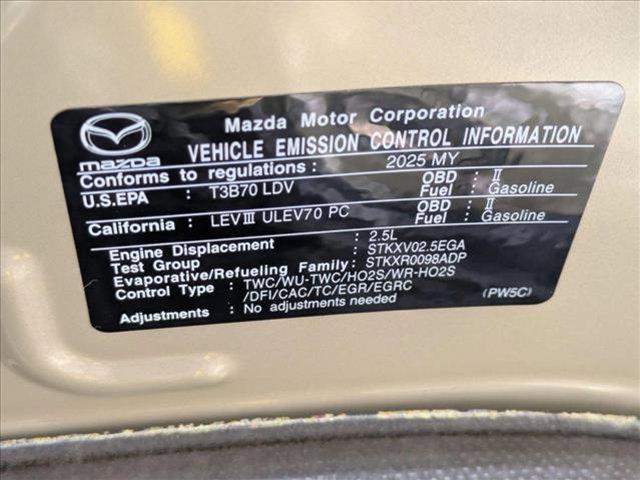 Mazda Motor Corporation
mazda VEHICLE EMISSION CONTROL INFORMATION
Conforms to regulations : 2025 MY
U.S.EPA : T3B70 LDV OBD : II
Fuel : Gasoline
California : LEVIII ULEV70 PC OBD : II
Fuel : Gasoline
Engine Displacement : 2.5L
Test Group : STKXV02.5EGA
Evaporative/Refueling Family: STKXR0098ADP
Control Type : TWC/WU-TWC/HO2S/WR-HO2S
/DFI/CAC/TC/EGR/EGRC
Adjustments : No adjustments needed (PW5C)